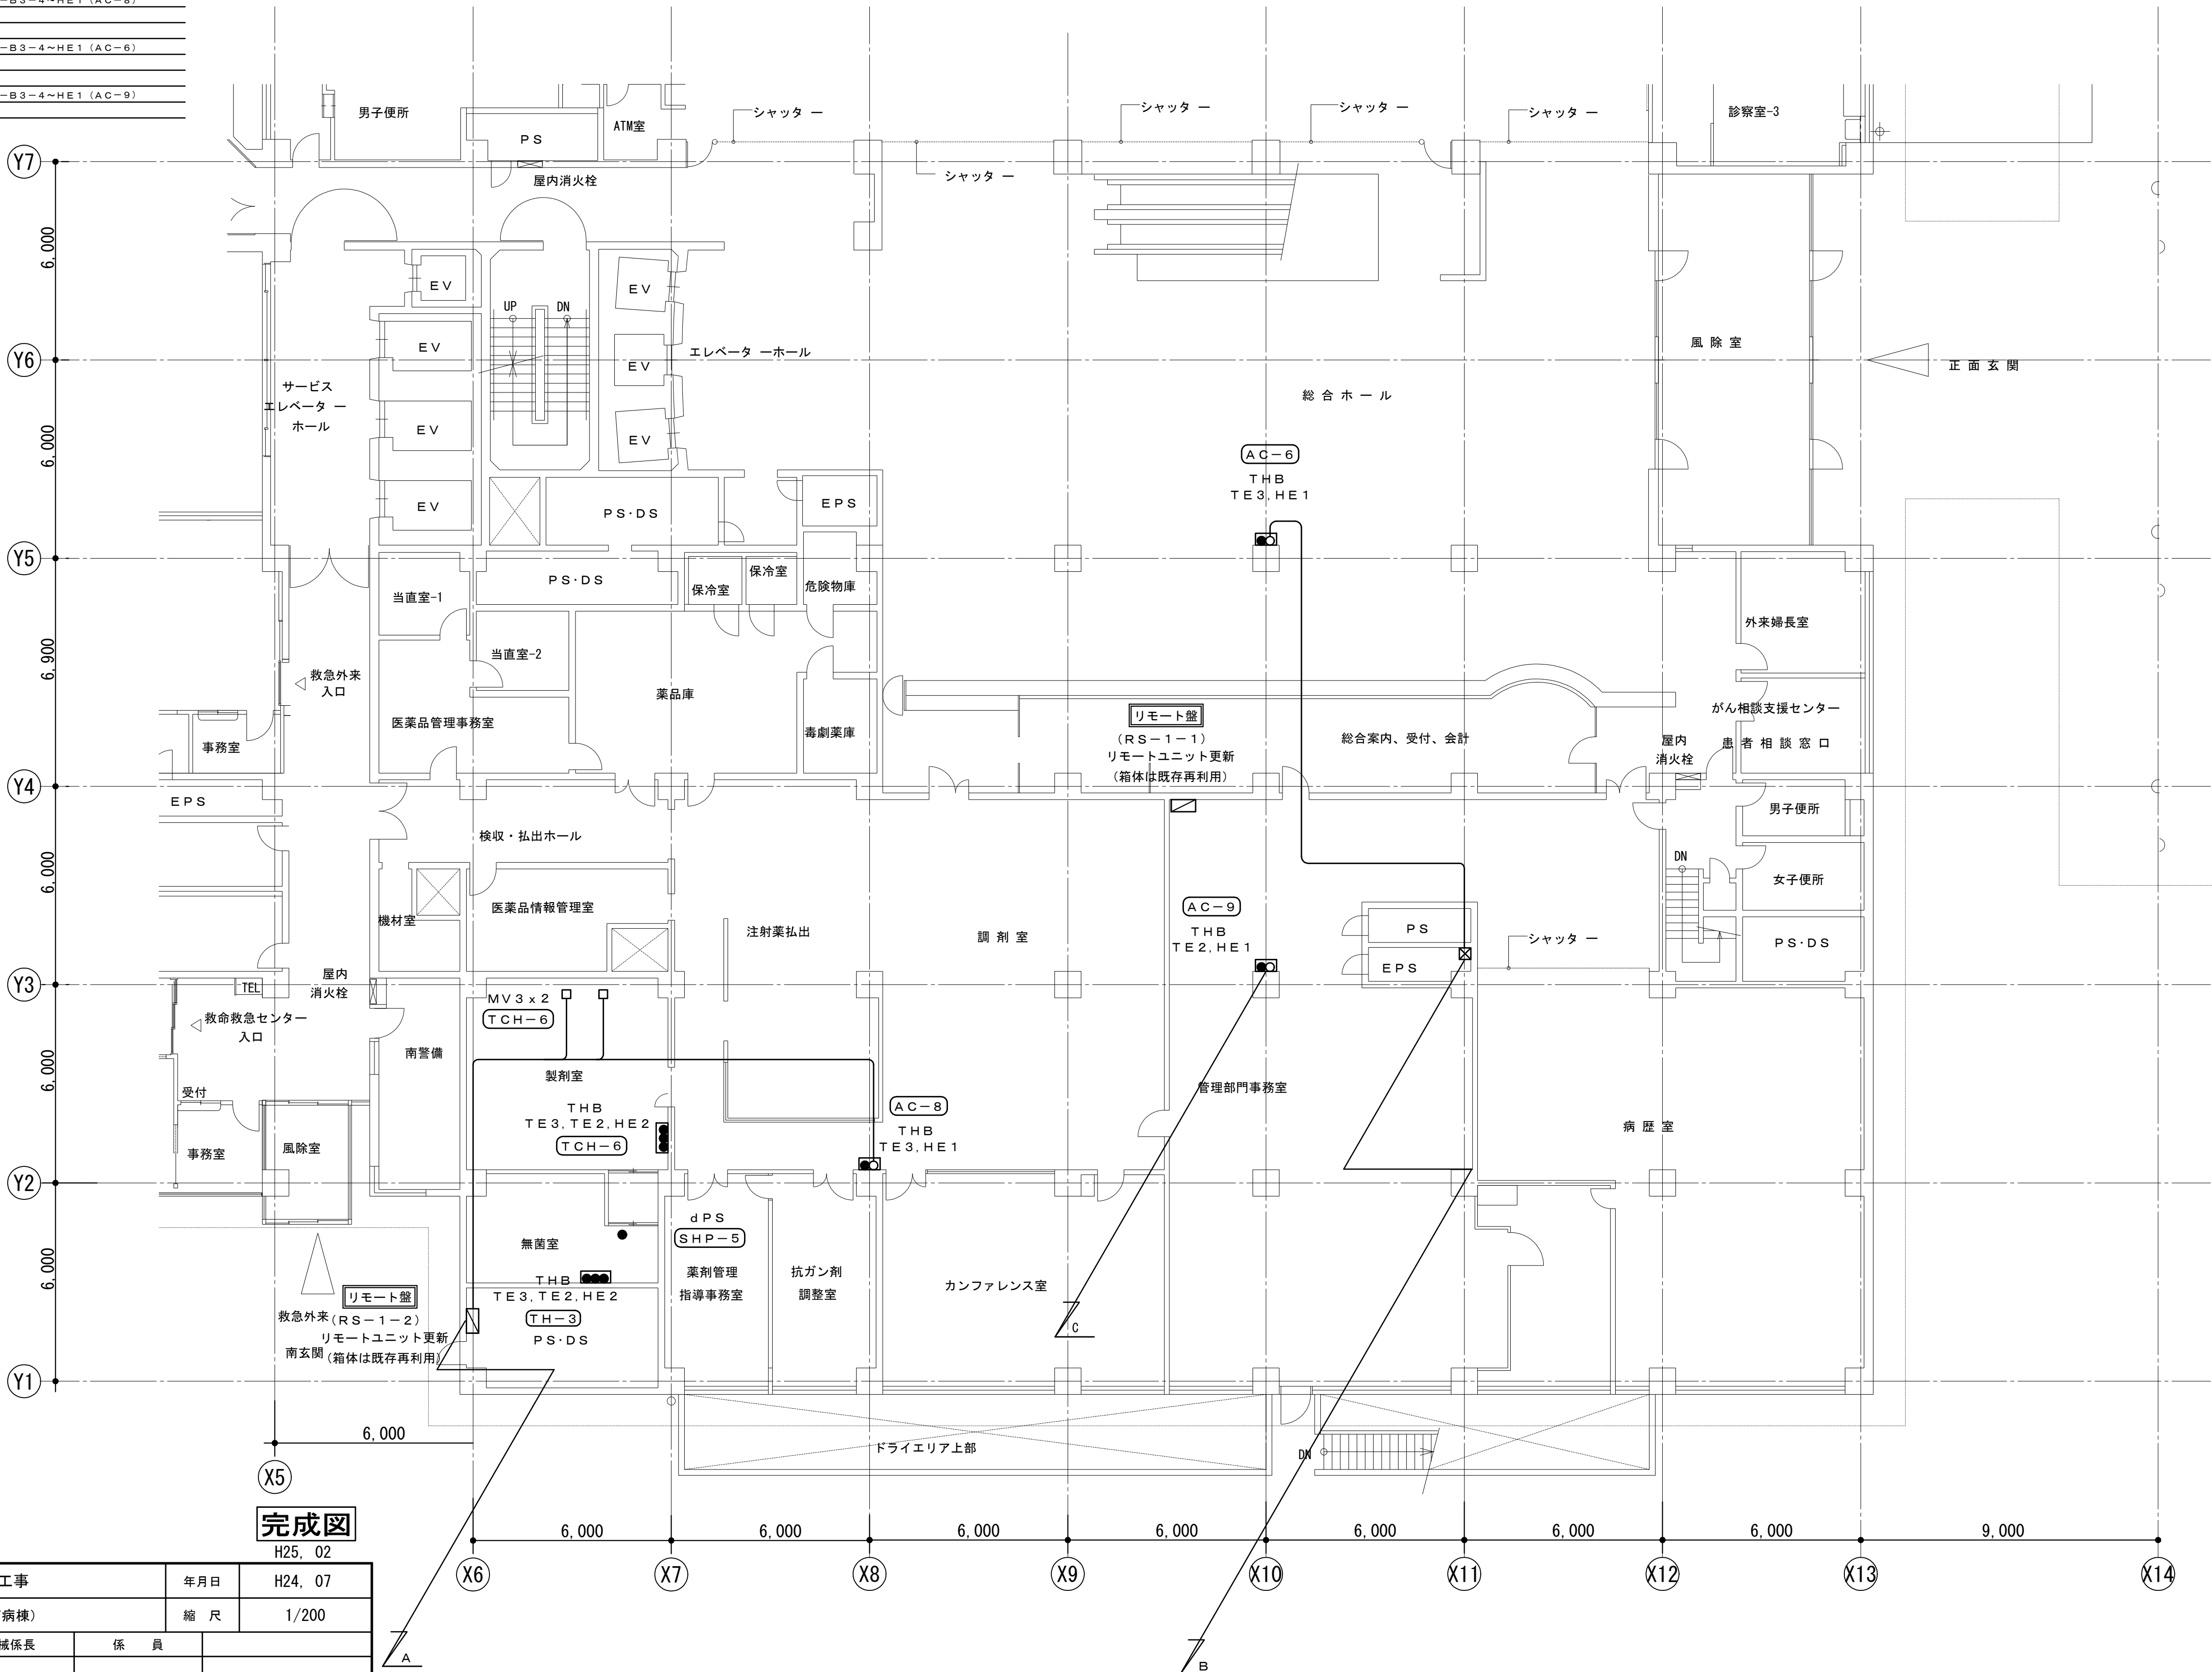 -B3-4~HE1(AC-8)
-B3-4~HE1(AC-6)
-B3-4~HE1(AC-9)
男子便所
PS
ATM室
シャッター
シャッター
シャッター
シャッター
シャッター
診察室-3
屋内消火栓
Y7
6,000
EV
EV
EV
EV
EV
EV
EV
UP
DN
エレベーターホール
サービス
エレベーター
ホール
Y6
総合ホール
風除室
正面玄関
6,000
AC-6
THB
TE3,HE1
PS·DS
EPS
Y5
当直室-1
PS·DS
保冷室
保冷室
危険物庫
外来婦長室
6,900
救急外来
入口
当直室-2
薬品庫
医薬品管理事務室
毒劇薬庫
事務室
リモート盤
(RS-1-1)
リモートユニット更新
(箱体は既存再利用)
総合案内、受付、会計
屋内
消火栓
がん相談支援センター
患者相談窓口
Y4
EPS
検収・払出ホール
男子便所
DN
女子便所
6,000
機材室
医薬品情報管理室
注射薬払出
調剤室
AC-9
THB
TE2,HE1
PS
EPS
シャッター
PS·DS
Y3
屋内
消火栓
TEL
救命救急センター
入口
MV3x2
TCH-6
南警備
製剤室
6,000
受付
THB
TE3,TE2,HE2
TCH-6
AC-8
THB
TE3,HE1
管理部門事務室
病歴室
事務室
風除室
Y2
dPS
SHP-5
無菌室
6,000
THB
TE3,TE2,HE2
TH-3
PS·DS
薬剤管理
指導事務室
抗ガン剤
調整室
カンファレンス室
リモート盤
救急外来
(RS-1-2)
リモートユニット更新
南玄関
(箱体は既存再利用)
C
Y1
6,000
ドライエリア上部
DN
X5
完成図
H25, 02
6,000
6,000
6,000
6,000
6,000
6,000
6,000
9,000
X6
X7
X8
X9
X10
X11
X12
X13
X14
工事
年月日
H24, 07
病棟)
縮尺
1/200
械係長
係員
A
B